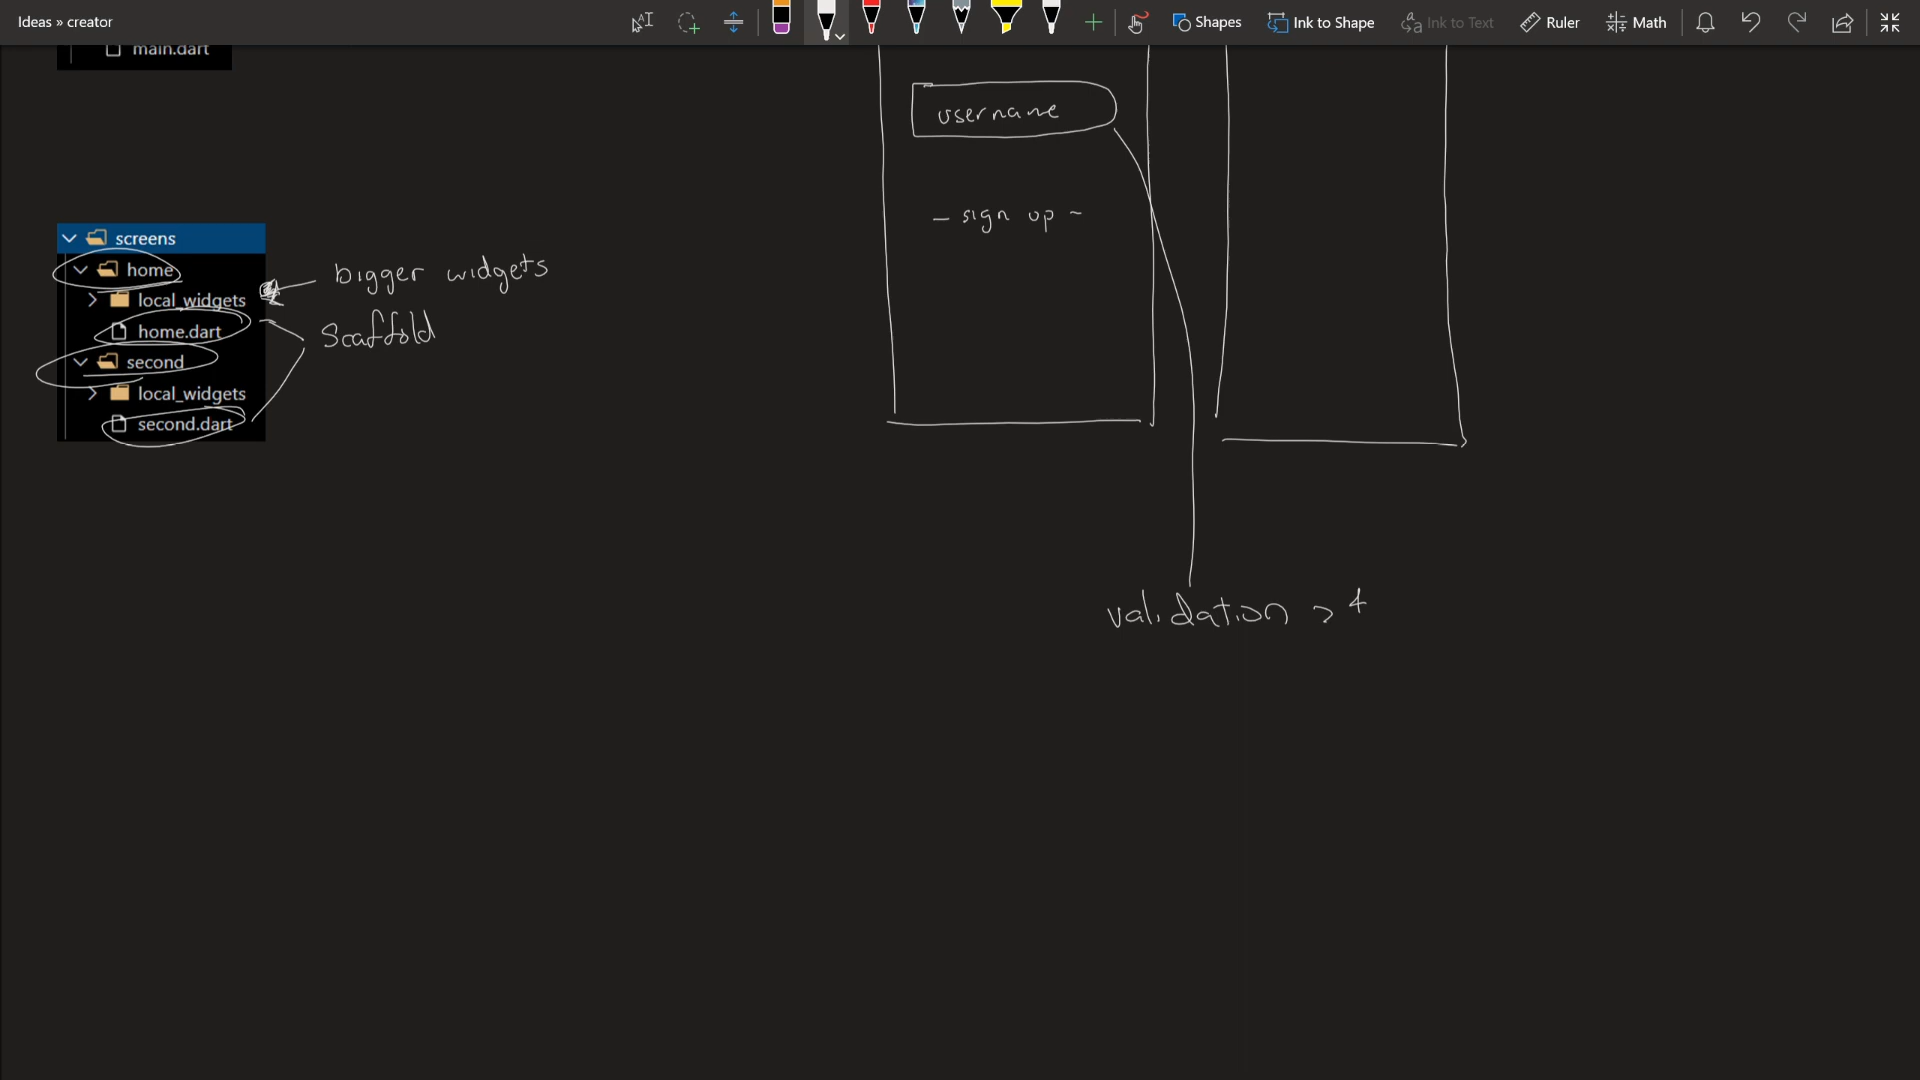 Ideas » creator
Shapes
Ink to Shape
Ink to Text
Ruler
Math
main.dart
username
- sign up -
screens
home
local_widgets
home.dart
second
local_widgets
second.dart
bigger widgets
Scaffold
validation > 4